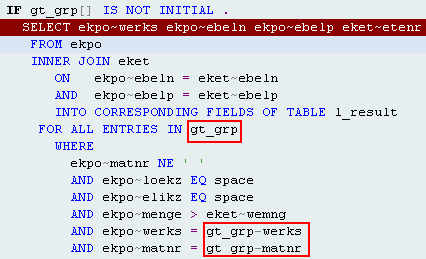 IF gt_grp[] IS NOT INITIAL .
SELECT ekpo~werks ekpo~ebeln ekpo~ebelp eket~etenr
FROM ekpo
INNER JOIN eket
ON ekpo~ebeln = eket~ebeln
AND ekpo~ebelp = eket~ebelp
INTO CORRESPONDING FIELDS OF TABLE l_result
FOR ALL ENTRIES IN gt_grp
WHERE
ekpo~matnr NE ' '
AND ekpo~loekz EQ space
AND ekpo~elikz EQ space
AND ekpo~menge > eket~wemng
AND ekpo~werks = gt_grp-werks
AND ekpo~matnr = gt_grp-matnr